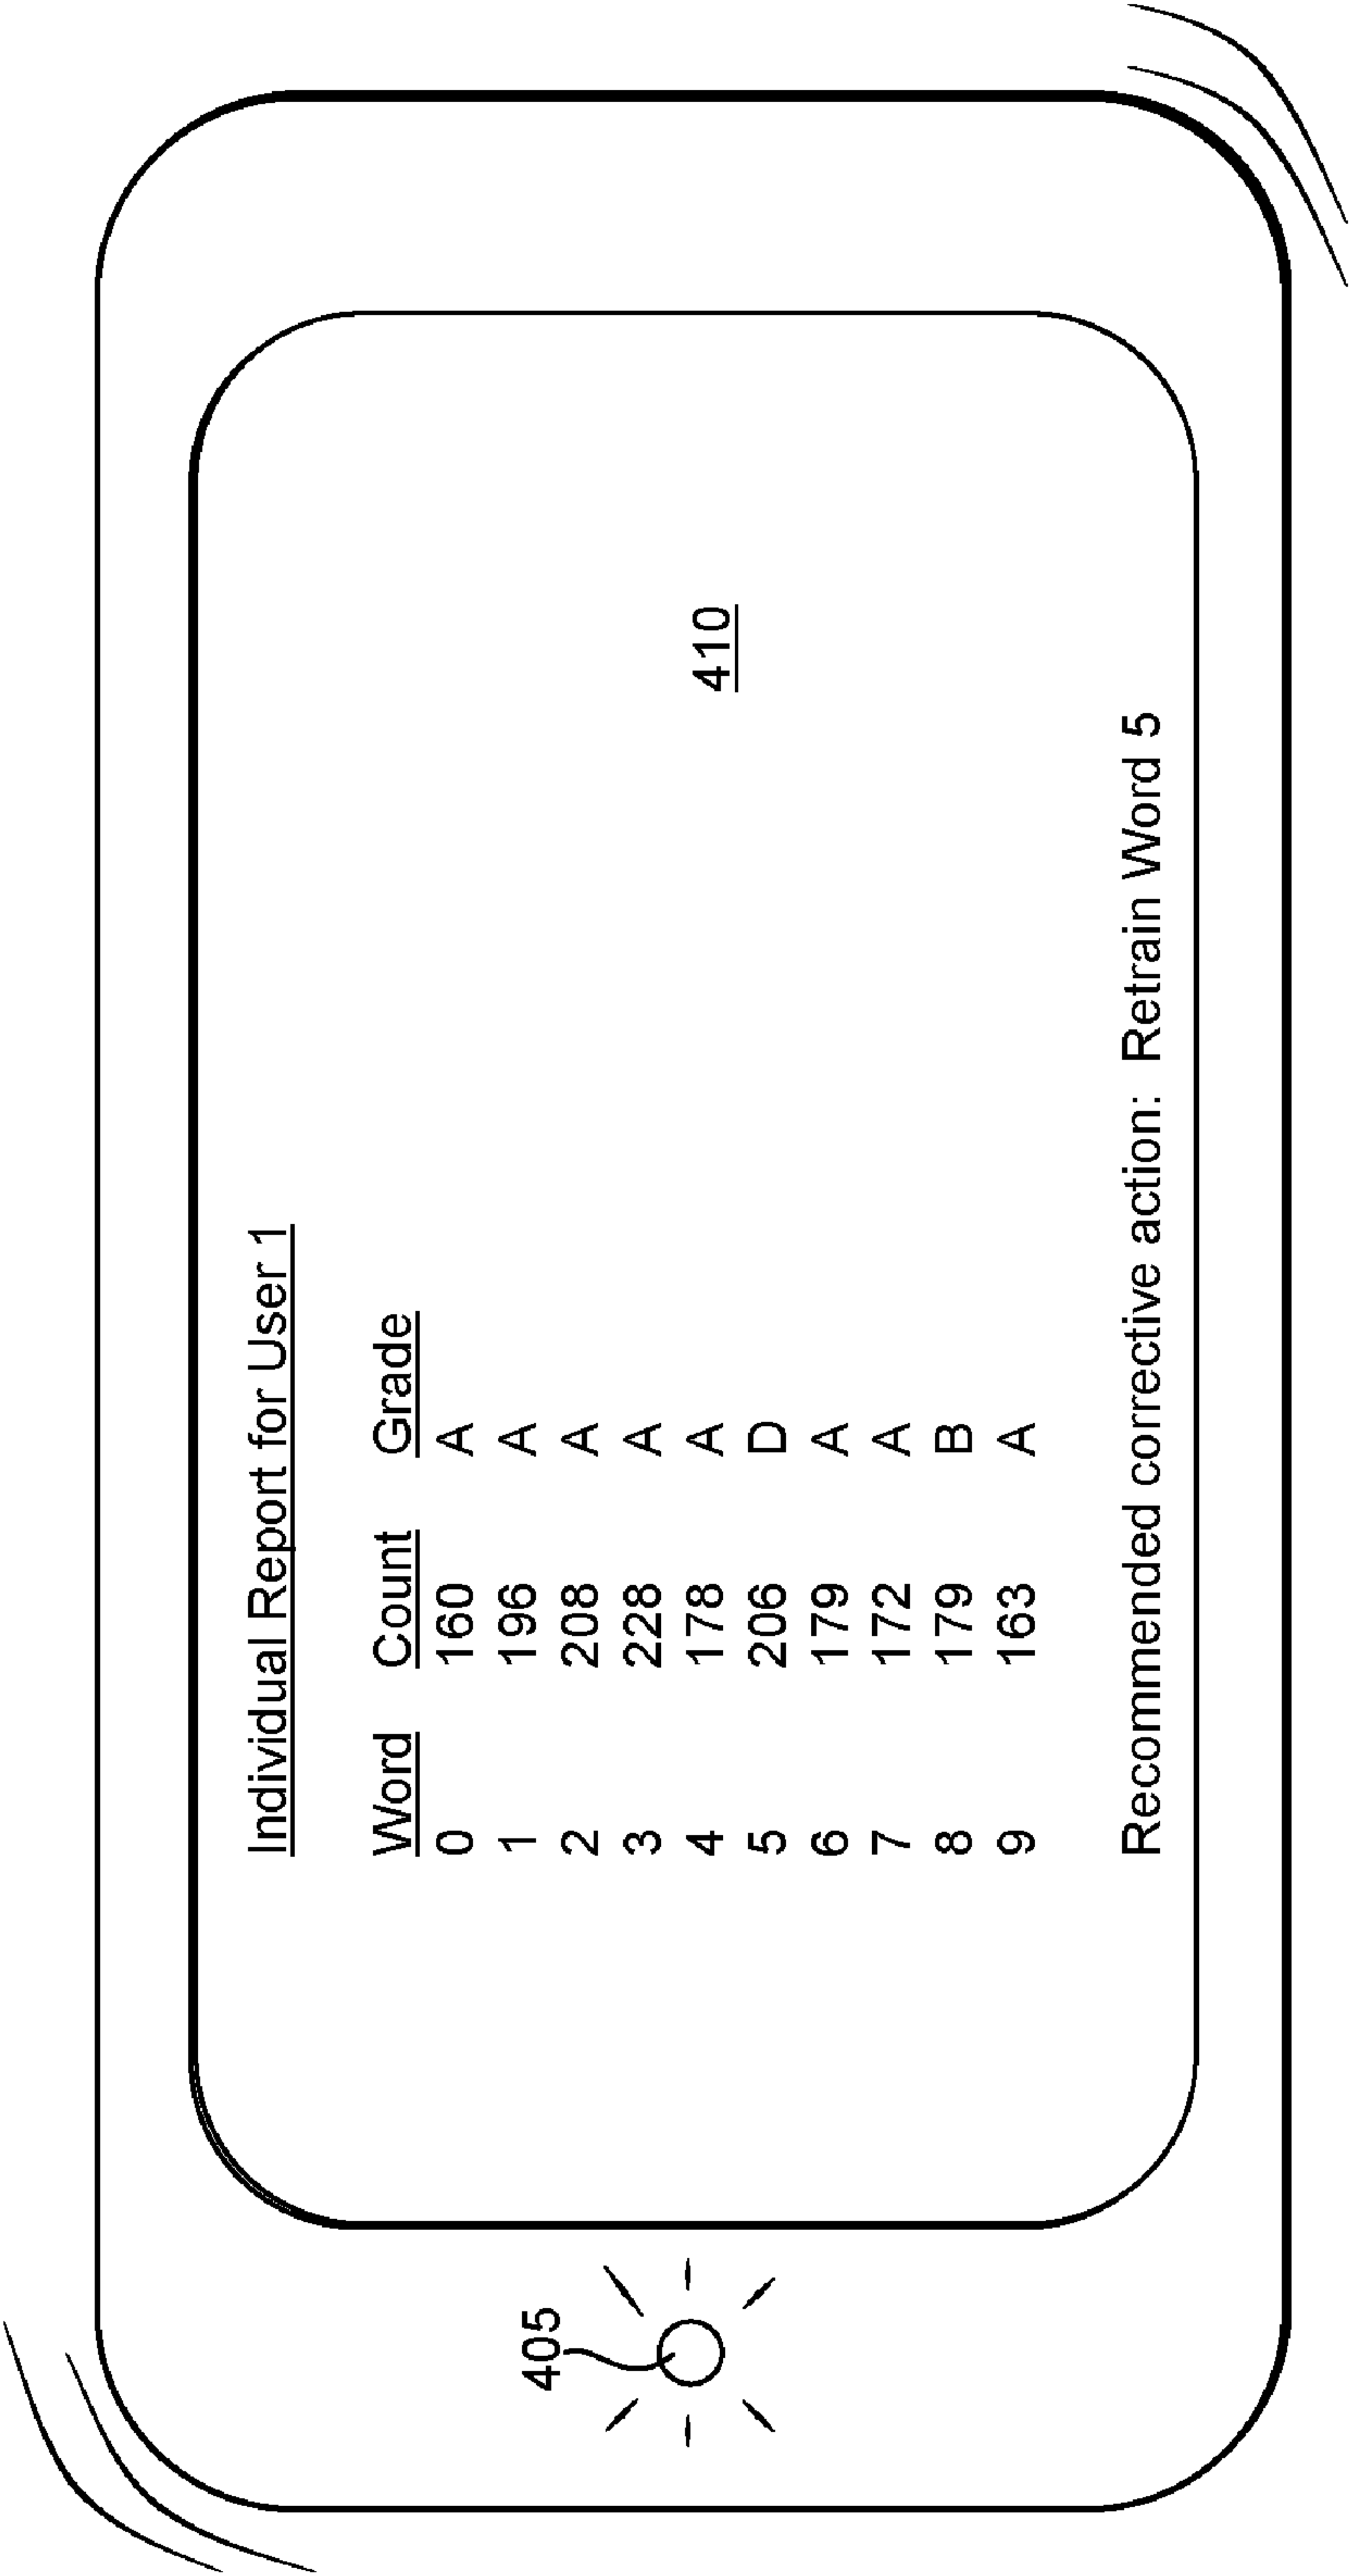 Individual Report for User 1
Word Count Grade
0 160 A
1 196 A
2 208 A
3 228 A
4 178 A
5 206 D
6 179 A
7 172 A
8 179 B
9 163 A
Recommended corrective action: Retrain Word 5
405
410